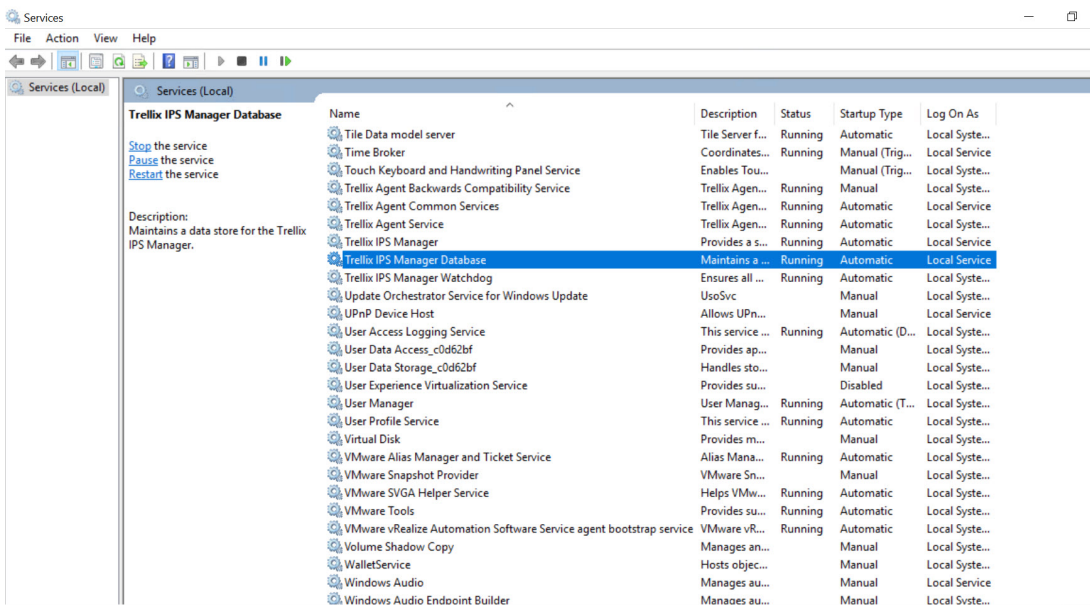 Services
File Action View Help
Services (Local)
Services (Local)
Trellix IPS Manager Database
Stop the service
Pause the service
Restart the service
Description:
Maintains a data store for the Trellix
IPS Manager.
Name Description Status Startup Type Log On As
Tile Data model server Tile Server f... Running Automatic Local Syste...
Time Broker Coordinates... Running Manual (Trig... Local Service
Touch Keyboard and Handwriting Panel Service Enables Tou... Manual (Trig... Local Syste...
Trellix Agent Backwards Compatibility Service Trellix Agen... Running Manual Local Syste...
Trellix Agent Common Services Trellix Agen... Running Automatic Local Service
Trellix Agent Service Trellix Agen... Running Automatic Local Syste...
Trellix IPS Manager Provides a s... Running Automatic Local Service
Trellix IPS Manager Database Maintains a ... Running Automatic Local Service
Trellix IPS Manager Watchdog Ensures all ... Running Automatic Local Syste...
Update Orchestrator Service for Windows Update UsoSvc Manual Local Syste...
UPnP Device Host Allows UPn... Manual Local Service
User Access Logging Service This service ... Running Automatic (D... Local Syste...
User Data Access_c0d62bf Provides ap... Manual Local Syste...
User Data Storage_c0d62bf Handles sto... Manual Local Syste...
User Experience Virtualization Service Provides su... Disabled Local Syste...
User Manager User Manag... Running Automatic (T... Local Syste...
User Profile Service This service ... Running Automatic Local Syste...
Virtual Disk Provides m... Manual Local Syste...
VMware Alias Manager and Ticket Service Alias Mana... Running Automatic Local Syste...
VMware Snapshot Provider VMware Sn... Manual Local Syste...
VMware SVGA Helper Service Helps VMw... Running Automatic Local Syste...
VMware Tools Provides su... Running Automatic Local Syste...
VMware vRealize Automation Software Service agent bootstrap service VMware vR... Running Automatic Local Syste...
Volume Shadow Copy Manages an... Manual Local Syste...
WalletService Hosts objec... Manual Local Syste...
Windows Audio Manages au... Manual Local Service
Windows Audio Endpoint Builder Manages au... Manual Local Syste...